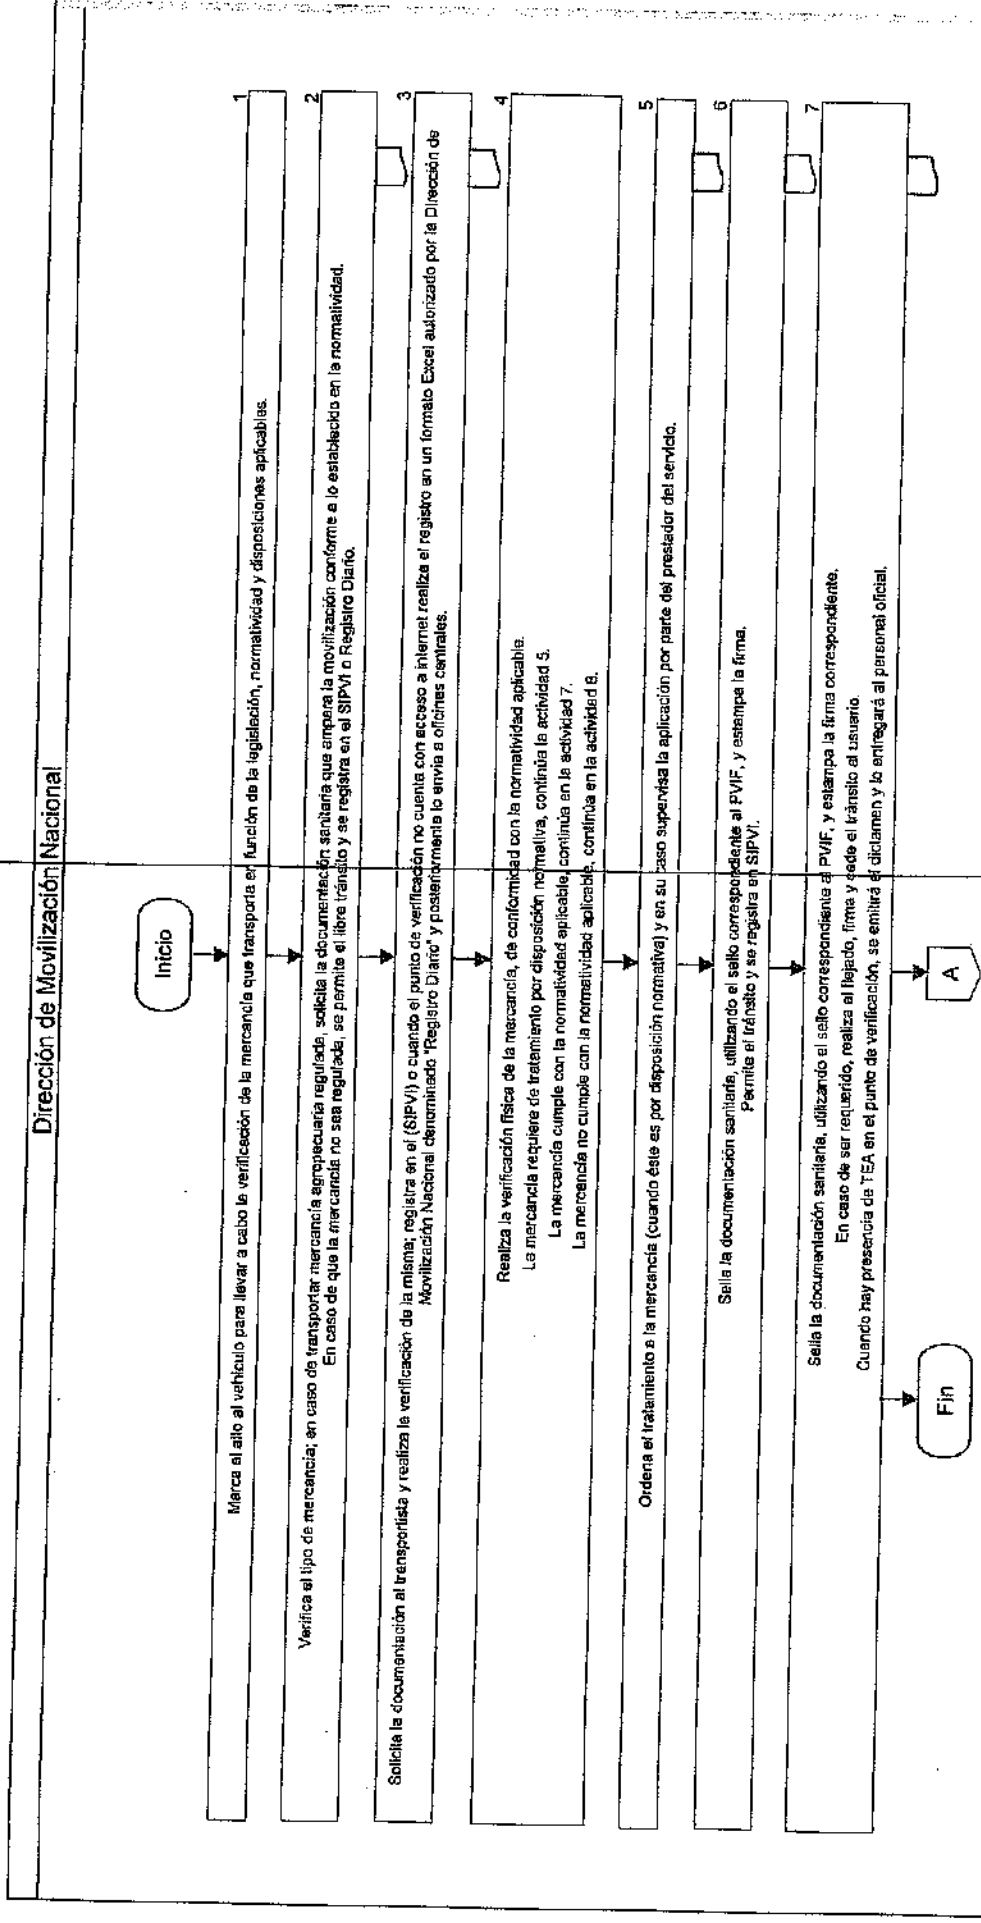 Dirección de Movilización Nacional
Inicio
1
Marca el alto al vehículo para llevar a cabo la verificación de la mercancía que transporta en función de la legislación, normatividad y disposiciones aplicables.
2
Verifica el tipo de mercancía; en caso de transportar mercancía agropecuaria regulada, solicita la documentación sanitaria que ampara la movilización conforme a lo establecido en la normatividad.
En caso de que la mercancía no sea regulada, se permite el libre tránsito y se registra en el SIPVI o Registro Diario.
3
Solicita la documentación al transportista y realiza la verificación de la misma; registra en el (SIPVI) o cuando el punto de verificación no cuenta con acceso a internet realiza el registro en un formato Excel autorizado por la Dirección de
Movilización Nacional denominado "Registro Diario" y posteriormente lo envía a oficinas centrales.
4
Realiza la verificación física de la mercancía, de conformidad con la normatividad aplicable.
La mercancía requiere de tratamiento por disposición normativa, continúa la actividad 5.
La mercancía cumple con la normatividad aplicable, continúa en la actividad 7.
La mercancía no cumple con la normatividad aplicable, continúa en la actividad 8.
5
Ordena el tratamiento a la mercancía (cuando éste es por disposición normativa) y en su caso supervisa la aplicación por parte del prestador del servicio.
6
Sella la documentación sanitaria, utilizando el sello correspondiente al PVIF, y estampa la firma.
Permite el tránsito y se registra en SIPVI.
7
Sella la documentación sanitaria, utilizando el sello correspondiente al PVIF, y estampa la firma correspondiente.
En caso de ser requerido, realiza al flejado, firma y cede el tránsito al usuario.
Cuando hay presencia de TEA en el punto de verificación, se emitirá el dictamen y lo entregará al personal oficial.
Fin
A